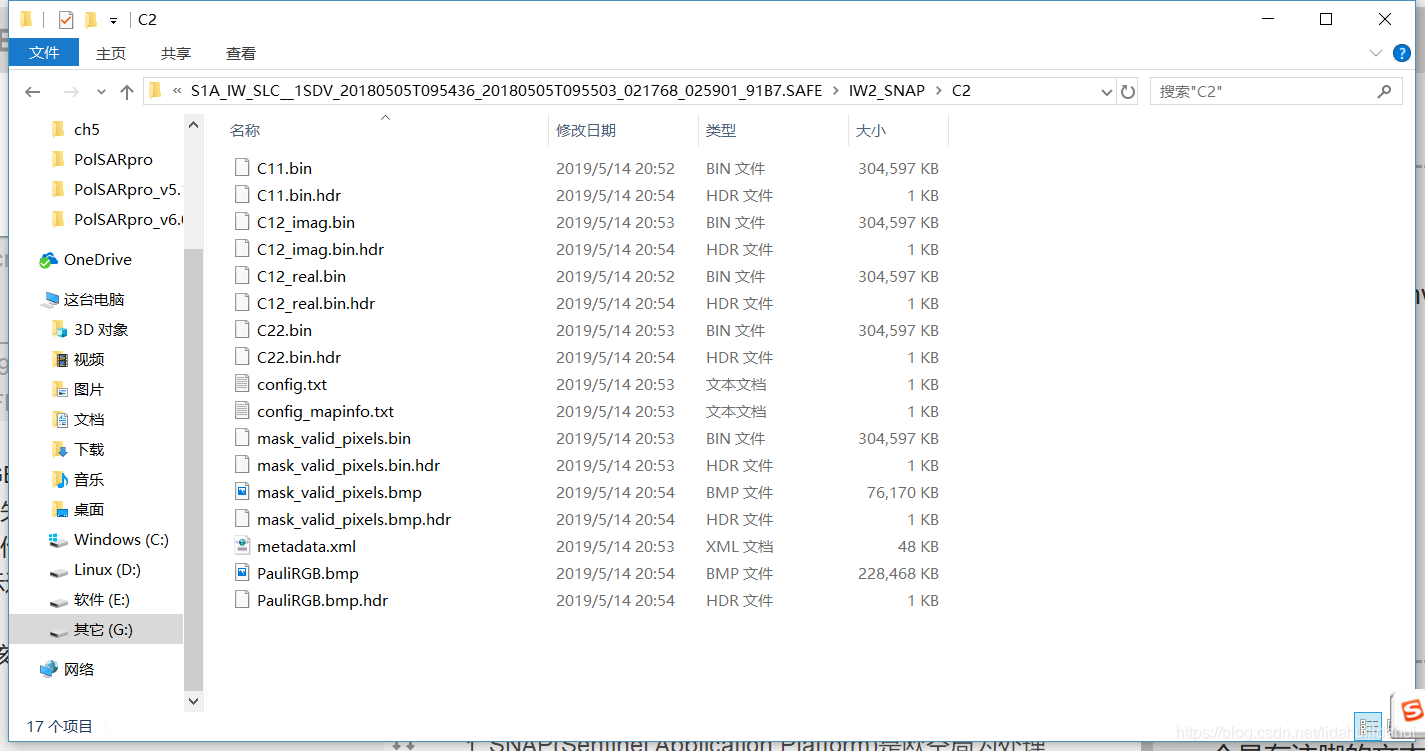 C2
文件 主页 共享 查看
« S1A_IW_SLC__1SDV_20180505T095436_20180505T095503_021768_025901_91B7.SAFE > IW2_SNAP > C2 搜索"C2"
ch5
PolSARpro
PolSARpro_v5.
PolSARpro_v6.
OneDrive
这台电脑
3D 对象
视频
图片
文档
下载
音乐
桌面
Windows (C:)
Linux (D:)
软件 (E:)
其它 (G:)
网络
名称 修改日期 类型 大小
C11.bin 2019/5/14 20:52 BIN 文件 304,597 KB
C11.bin.hdr 2019/5/14 20:54 HDR 文件 1 KB
C12_imag.bin 2019/5/14 20:53 BIN 文件 304,597 KB
C12_imag.bin.hdr 2019/5/14 20:54 HDR 文件 1 KB
C12_real.bin 2019/5/14 20:52 BIN 文件 304,597 KB
C12_real.bin.hdr 2019/5/14 20:54 HDR 文件 1 KB
C22.bin 2019/5/14 20:53 BIN 文件 304,597 KB
C22.bin.hdr 2019/5/14 20:54 HDR 文件 1 KB
config.txt 2019/5/14 20:53 文本文档 1 KB
config_mapinfo.txt 2019/5/14 20:53 文本文档 1 KB
mask_valid_pixels.bin 2019/5/14 20:53 BIN 文件 304,597 KB
mask_valid_pixels.bin.hdr 2019/5/14 20:53 HDR 文件 1 KB
mask_valid_pixels.bmp 2019/5/14 20:54 BMP 文件 76,170 KB
mask_valid_pixels.bmp.hdr 2019/5/14 20:54 HDR 文件 1 KB
metadata.xml 2019/5/14 20:53 XML 文档 48 KB
PauliRGB.bmp 2019/5/14 20:54 BMP 文件 228,468 KB
PauliRGB.bmp.hdr 2019/5/14 20:54 HDR 文件 1 KB
17 个项目
1 SNAP(Sentinel Application Platform)是欧空局为处理